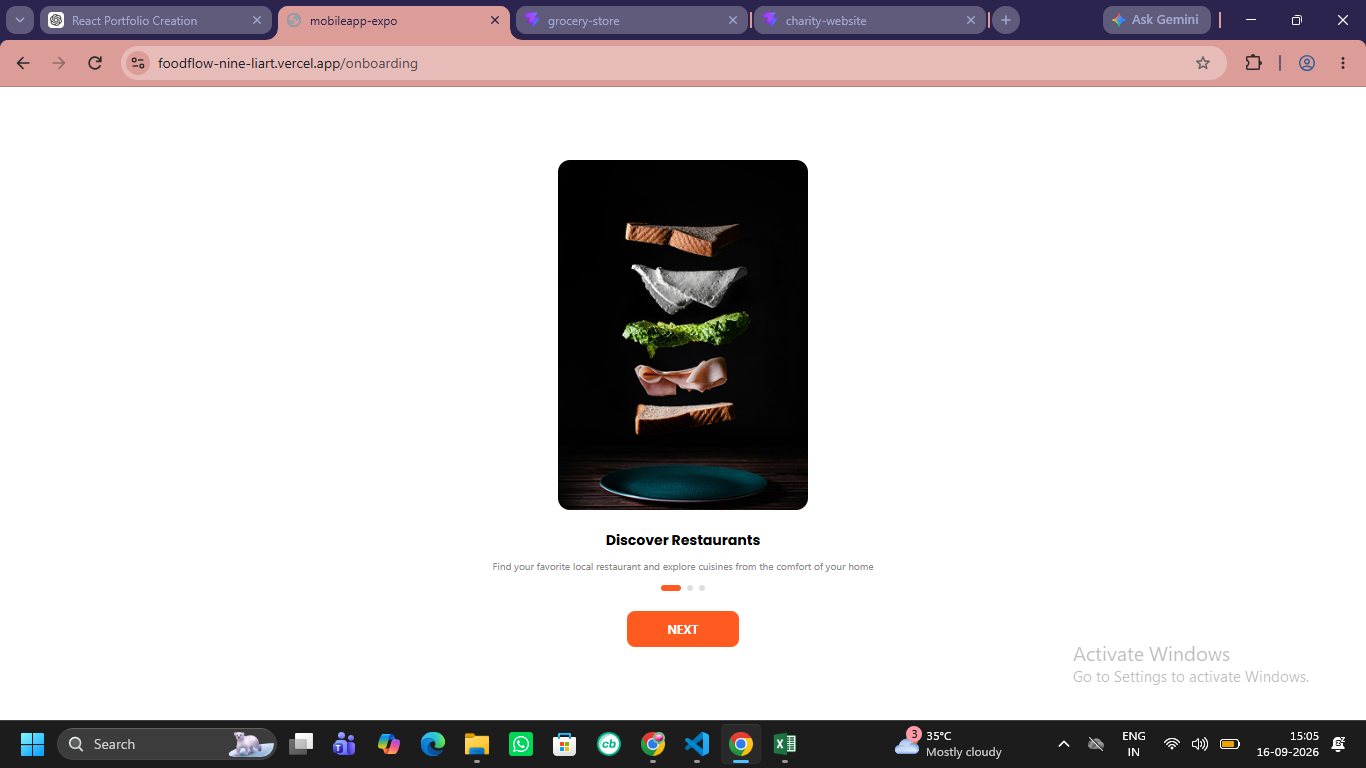 React Portfolio Creation
mobileapp-expo
grocery-store
charity-website
Ask Gemini
foodflow-nine-liart.vercel.app/onboarding
Discover Restaurants
Find your favorite local restaurant and explore cuisines from the comfort of your home
NEXT
Activate Windows
Go to Settings to activate Windows.
Search
cb
3
35°C
Mostly cloudy
ENG
IN
15:05
16-09-2026